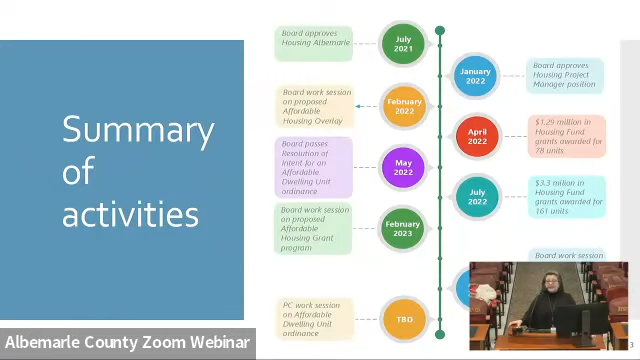 Summary
of
activities
Board approves
Housing Albemarle
July
2021
January
2022
Board approves
Housing Project
Manager position
Board work session
on proposed
Affordable
Housing Overlay
February
2022
April
2022
$1.29 million in
Housing Fund
grants awarded for
78 units
Board passes
Resolution of
Intent for an
Affordable
Dwelling Unit
ordinance
May
2022
July
2022
$3.3 milion in
Housing Fund
grants awarded for
161 units
Board work session
on proposed
Affordable
Housing Grant
program
February
2023
Board work session
PC work session
on Affordable
Dwelling Unit
ordinance
TBD
Albemarle County Zoom Webinar
3